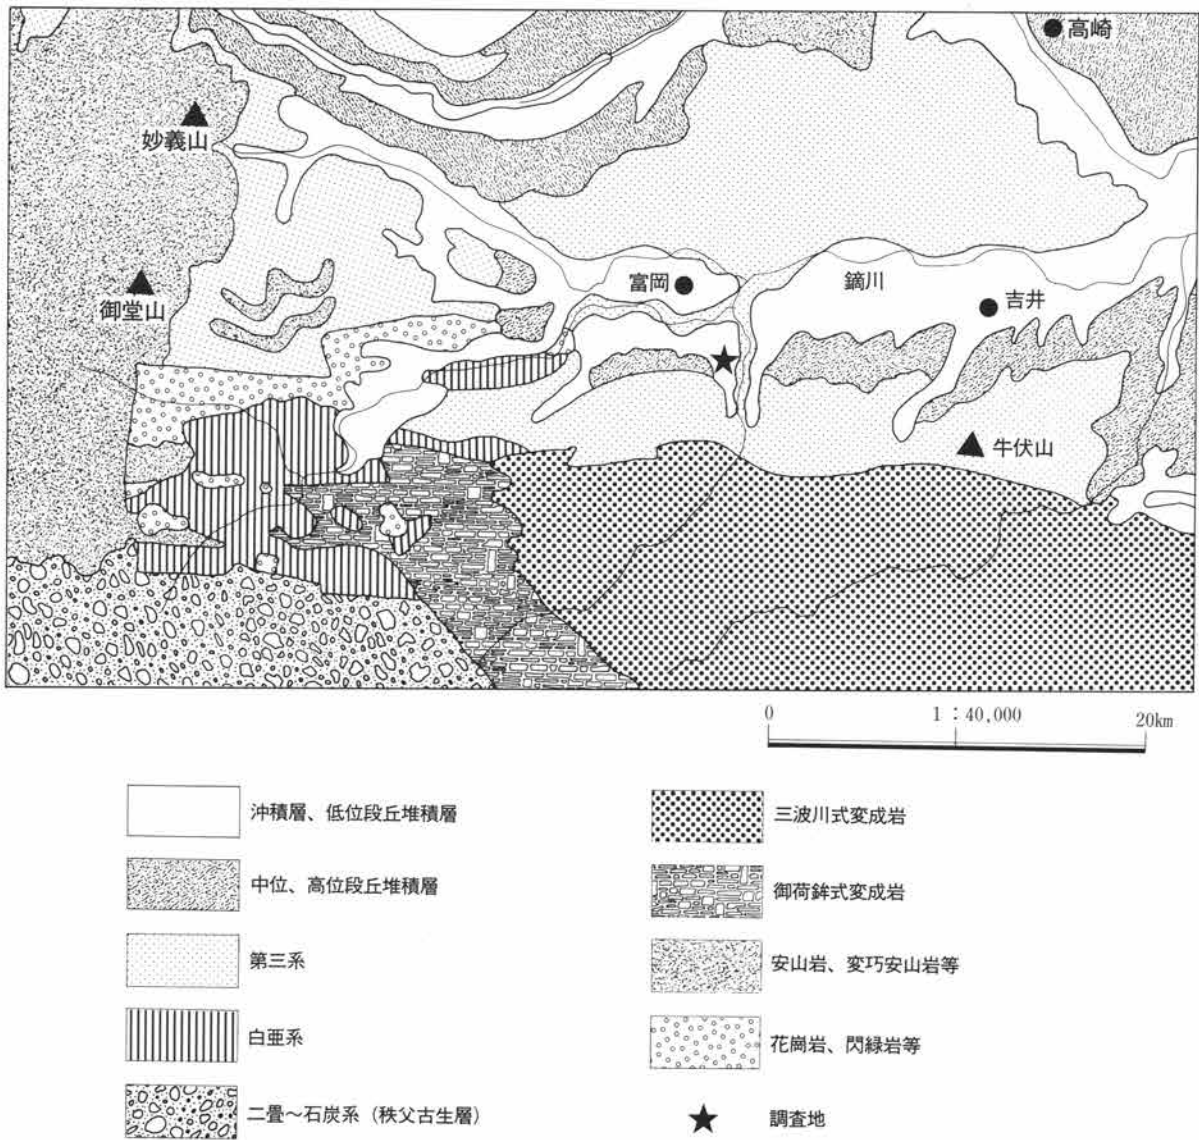 高崎
妙義山
御堂山
富岡
鏑川
吉井
牛伏山
0 1:40,000 20km
沖積層、低位段丘堆積層
中位、高位段丘堆積層
第三系
白亜系
二畳〜石炭系(秩父古生層)
三波川式変成岩
御荷鉾式変成岩
安山岩、変巧安山岩等
花崗岩、閃緑岩等
調査地